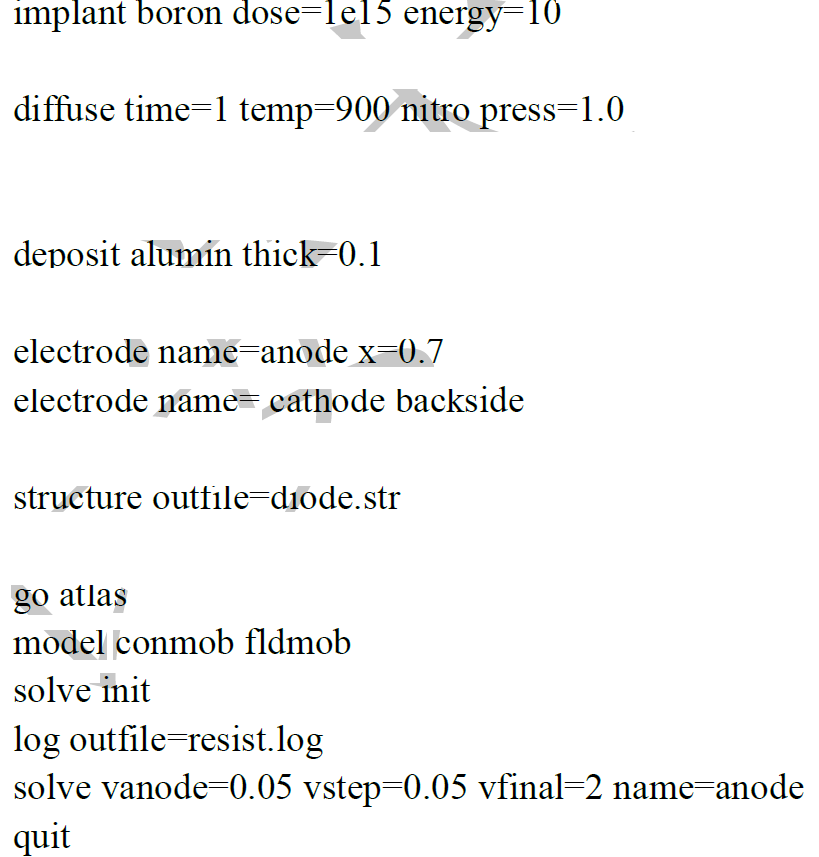 implant boron dose=1e15 energy=10
diffuse time=1 temp=900 nitro press=1.0
deposit alumin thick=0.1
electrode name=anode x=0.7
electrode name= cathode backside
structure outfile=diode.str
go atlas
model conmob fldmob
solve init
log outfile=resist.log
solve vanode=0.05 vstep=0.05 vfinal=2 name=anode
quit